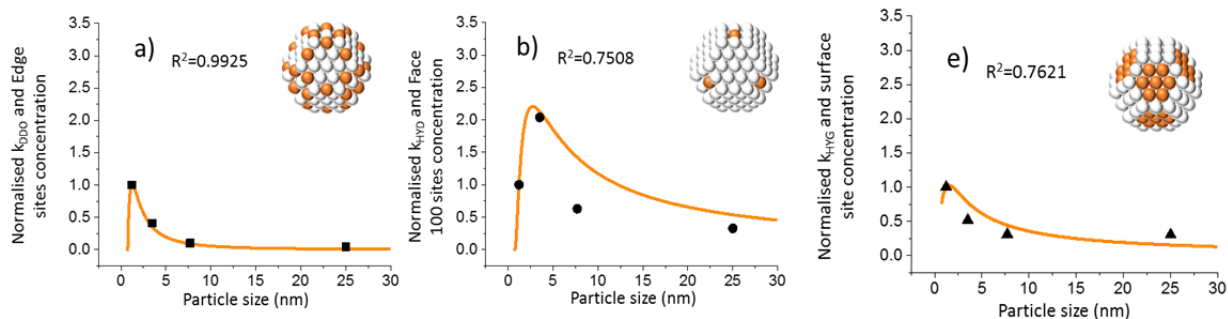 Normalised kDDO and Edge
sites concentration
3.5
3.0
2.5
2.0
1.5
1.0
0.5
0.0
a)
R²=0.9925
0 5 10 15 20 25 30
Particle size (nm)
Normalised kHYD and Face
100 sites concentration
3.5
3.0
2.5
2.0
1.5
1.0
0.5
0.0
b)
R²=0.7508
0 5 10 15 20 25 30
Particle size (nm)
Normalised kHYG and surface
site concentration
3.5
3.0
2.5
2.0
1.5
1.0
0.5
0.0
e)
R²=0.7621
0 5 10 15 20 25 30
Particle size (nm)